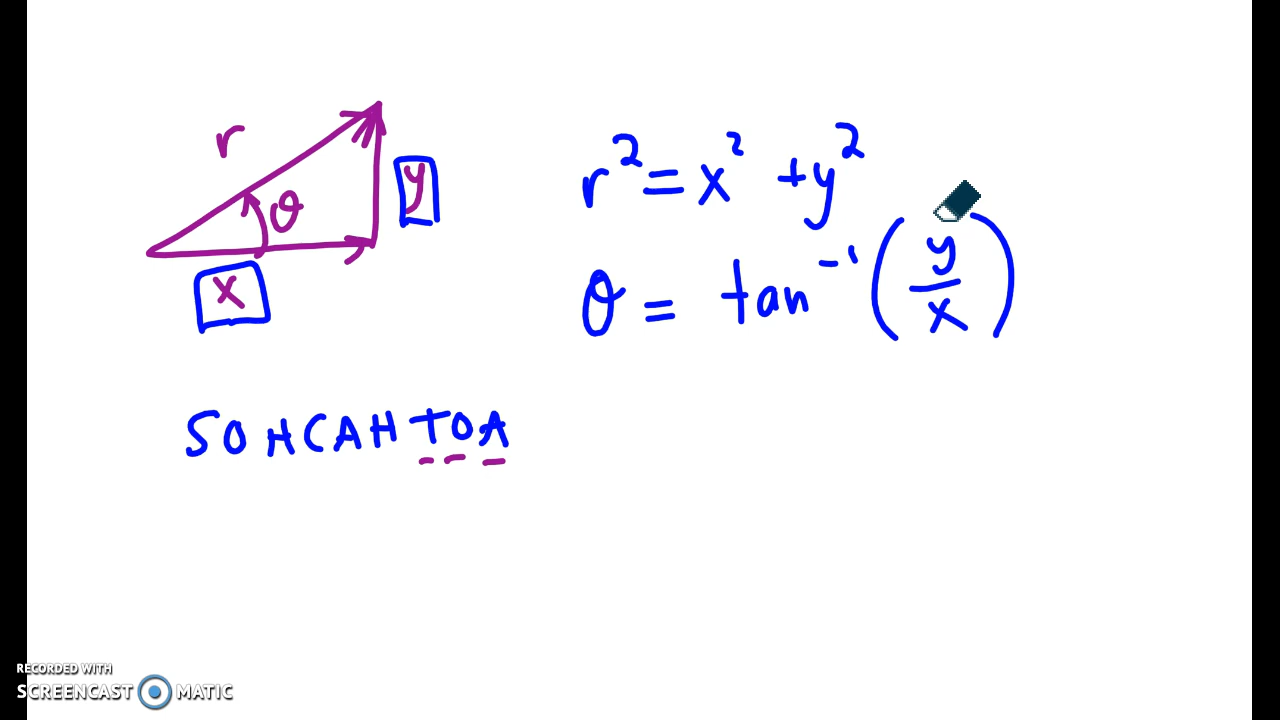 r
θ
y
x
r² = x² + y²
θ = tan⁻¹ (y/x)
SOHCAHTOA
RECORDED WITH
SCREENCAST MATIC